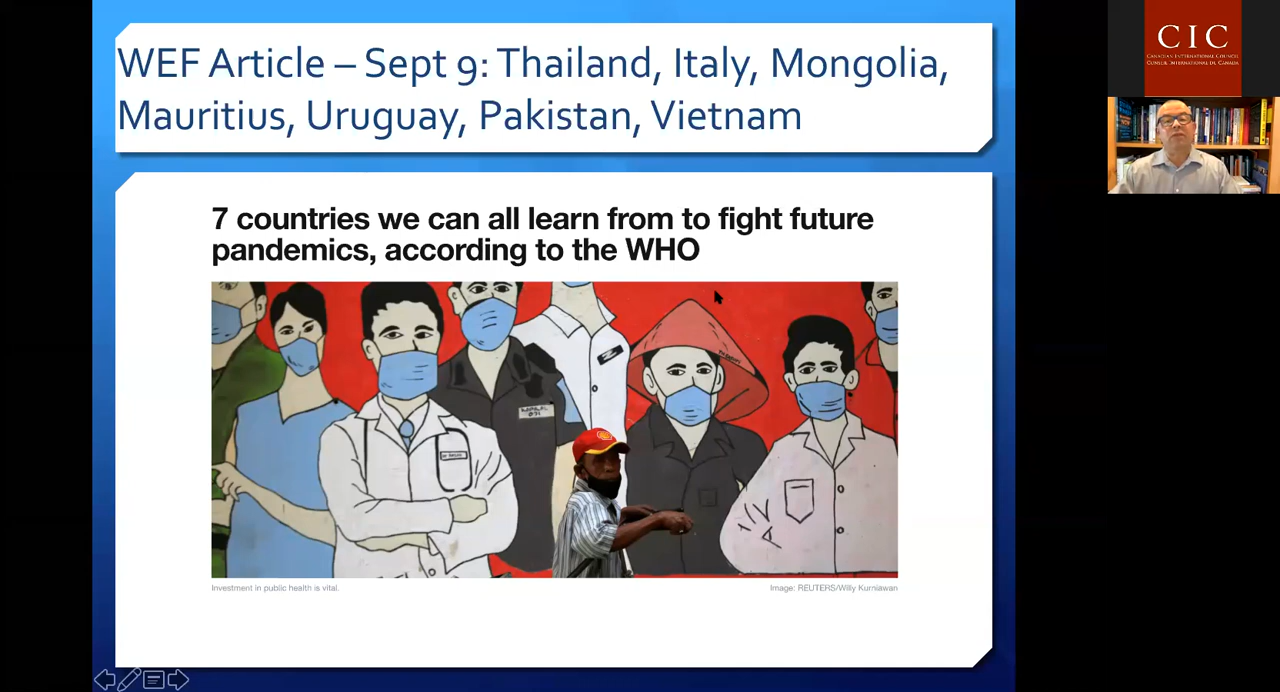 WEF Article – Sept 9: Thailand, Italy, Mongolia,
Mauritius, Uruguay, Pakistan, Vietnam
7 countries we can all learn from to fight future
pandemics, according to the WHO
Investment in public health is vital.
Image: REUTERS/Willy Kurniawan
CIC
CANADIAN INTERNATIONAL COUNCIL
CONSEIL INTERNATIONAL DU CANADA